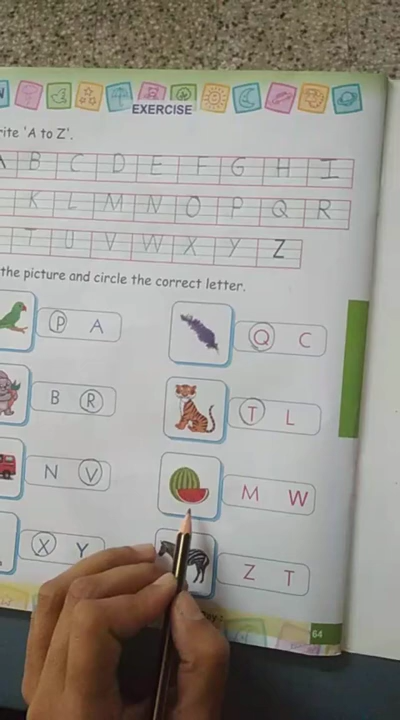 EXERCISE
rite 'A to Z'.
A B C D E F G H I
K L M N O P Q R
T U V W X Y Z
the picture and circle the correct letter.
P A Q C
B R T L
N V M W
X Y Z T
64